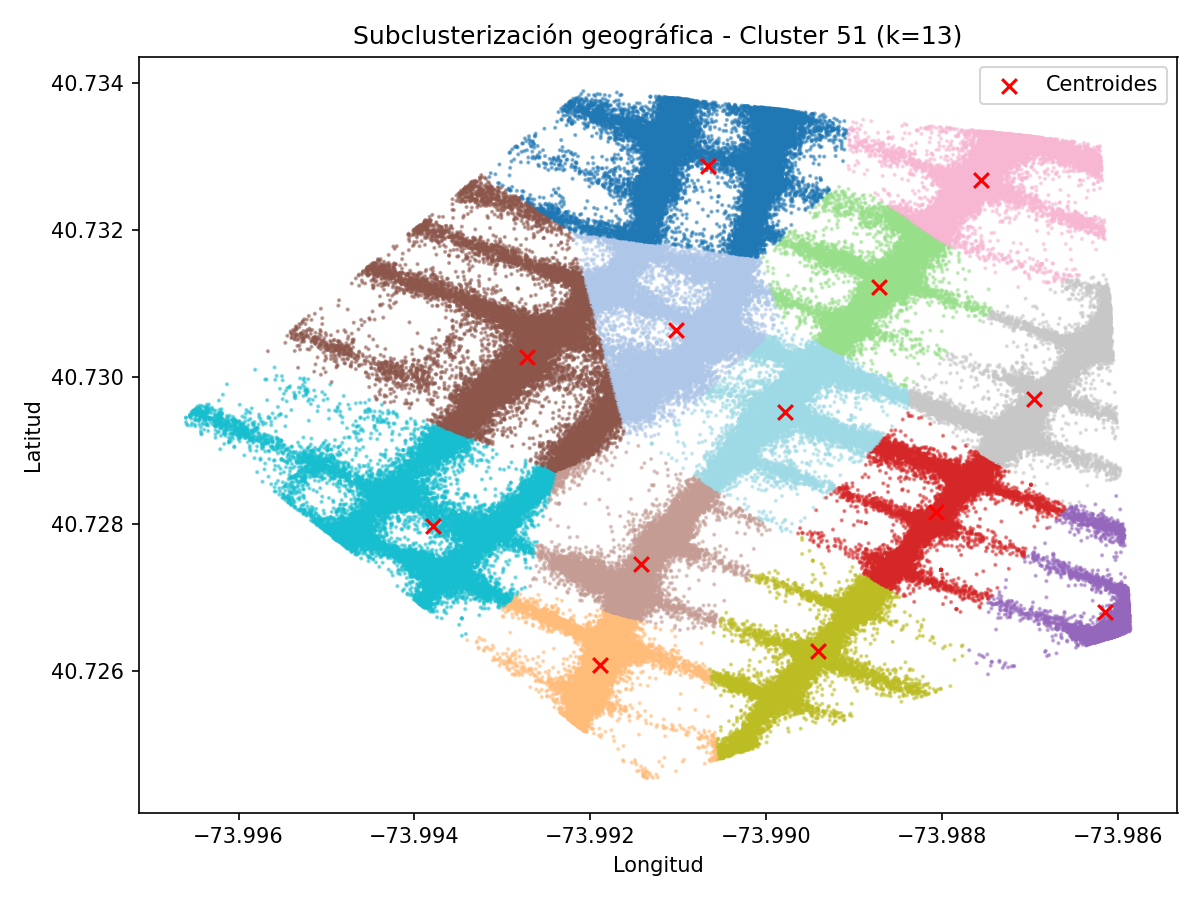 Subclusterización geográfica - Cluster 51 (k=13)
Centroides
40.734
40.732
40.730
40.728
40.726
Latitud
−73.996
−73.994
−73.992
−73.990
−73.988
−73.986
Longitud